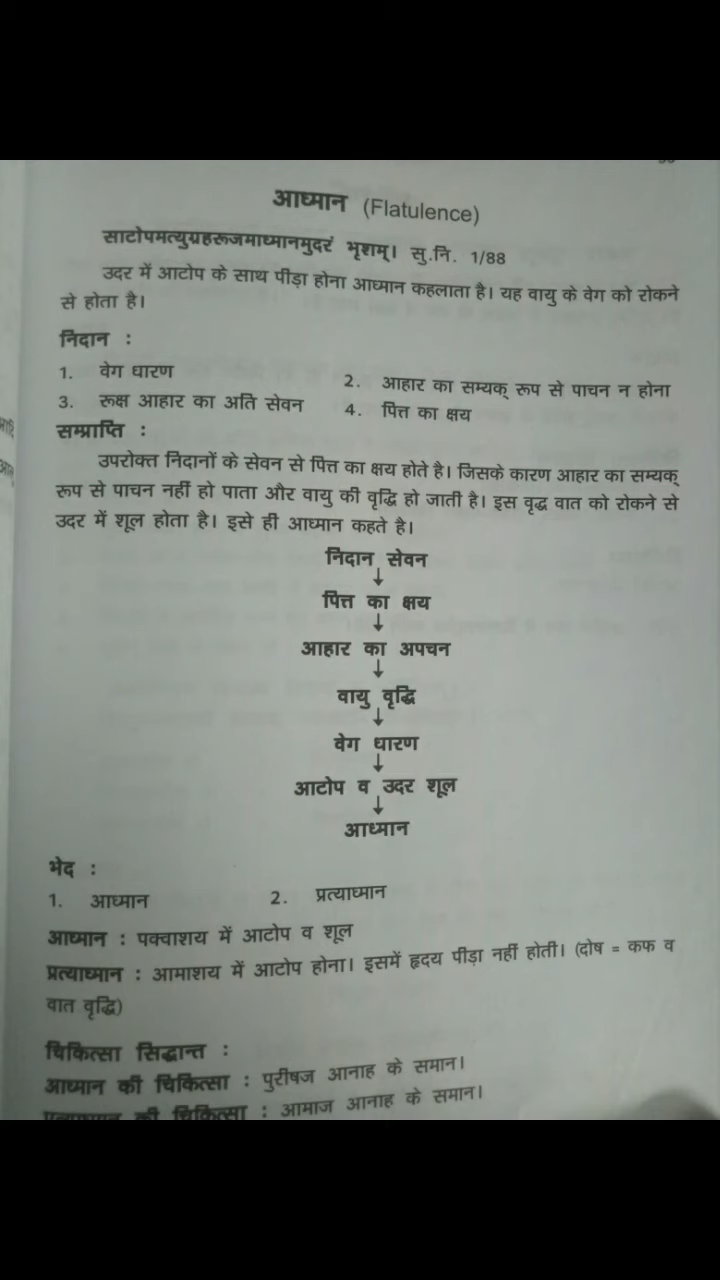 आध्मान (Flatulence)
साटोपमत्युग्रहरूजमाध्मानमुदरं भृशम्। सु.नि. 1/88
उदर में आटोप के साथ पीड़ा होना आध्मान कहलाता है। यह वायु के वेग को रोकने
से होता है।
निदान :
1. वेग धारण 2. आहार का सम्यक् रूप से पाचन न होना
3. रूक्ष आहार का अति सेवन 4. पित्त का क्षय
सम्प्राप्ति :
उपरोक्त निदानों के सेवन से पित्त का क्षय होते है। जिसके कारण आहार का सम्यक्
रूप से पाचन नहीं हो पाता और वायु की वृद्धि हो जाती है। इस वृद्ध वात को रोकने से
उदर में शूल होता है। इसे ही आध्मान कहते है।
निदान सेवन
↓
पित्त का क्षय
↓
आहार का अपचन
↓
वायु वृद्धि
↓
वेग धारण
↓
आटोप व उदर शूल
↓
आध्मान
भेद :
1. आध्मान 2. प्रत्याध्मान
आध्मान : पक्वाशय में आटोप व शूल
प्रत्याध्मान : आमाशय में आटोप होना। इसमें हृदय पीड़ा नहीं होती। (दोष = कफ व
वात वृद्धि)
चिकित्सा सिद्धान्त :
आध्मान की चिकित्सा : पुरीषज आनाह के समान।
की चिकित्सा : आमाज आनाह के समान।